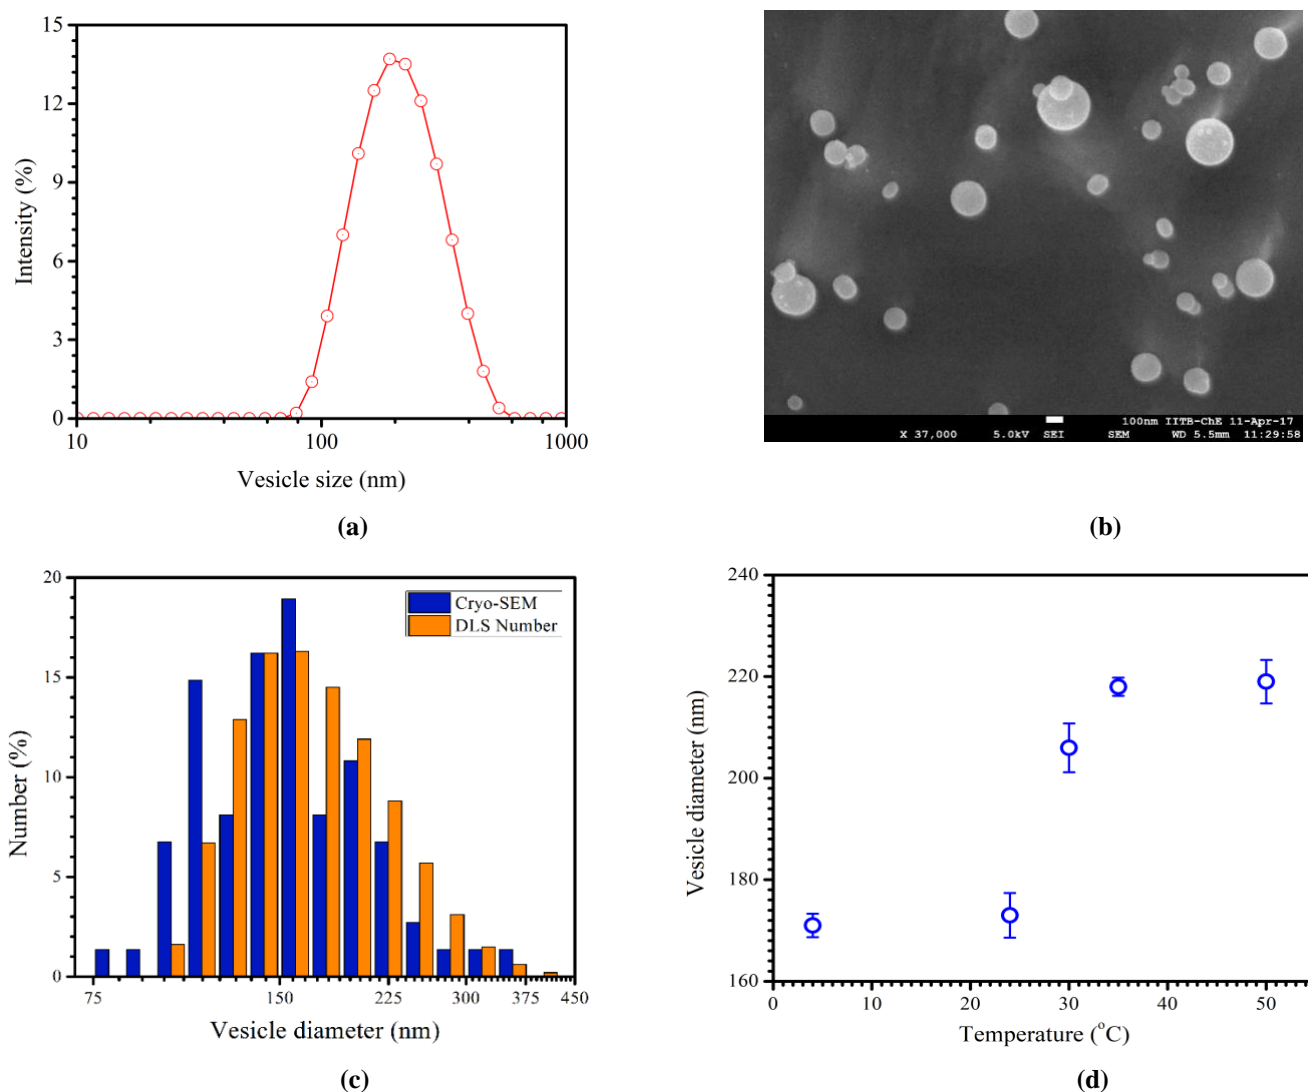 15
12
9
6
3
0
Intensity (%)
10
100
1000
Vesicle size (nm)
(a)
100nm IITB-ChE 11-Apr-17
X 37,000 5.0kV SEI SEM WD 5.5mm 11:29:58
(b)
20
15
10
5
0
Number (%)
Cryo-SEM
DLS Number
75
150
225
300
375
450
Vesicle diameter (nm)
(c)
240
220
200
180
160
Vesicle diameter (nm)
0
10
20
30
40
50
Temperature (°C)
(d)